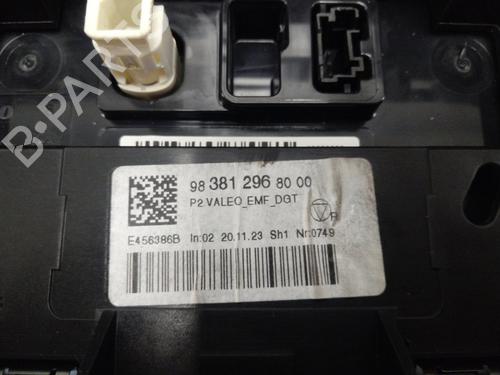 B·PARTS
98 381 296 80 00
P2 VALEO_EMF_DGT
R
E456386B In:02 20.11.23 Sh1 Nr:0749